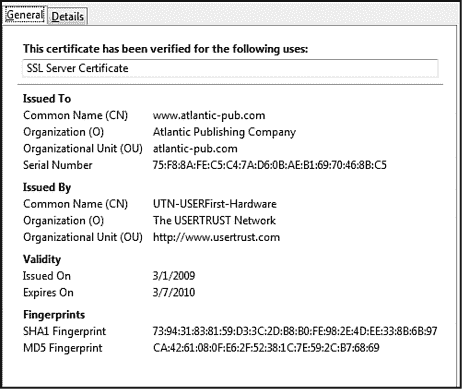 General Details
This certificate has been verified for the following uses:
SSL Server Certificate
Issued To
Common Name (CN) www.atlantic-pub.com
Organization (O) Atlantic Publishing Company
Organizational Unit (OU) atlantic-pub.com
Serial Number 75:F8:8A:FE:C5:C4:7A:D6:0B:AE:B1:69:70:46:8B:C5
Issued By
Common Name (CN) UTN-USERFirst-Hardware
Organization (O) The USERTRUST Network
Organizational Unit (OU) http://www.usertrust.com
Validity
Issued On 3/1/2009
Expires On 3/7/2010
Fingerprints
SHA1 Fingerprint 73:94:31:83:81:59:D3:3C:2D:B8:B0:FE:98:2E:4D:EE:33:8B:6B:97
MD5 Fingerprint CA:42:61:08:0F:E6:2F:52:38:1C:7E:59:2C:B7:68:69